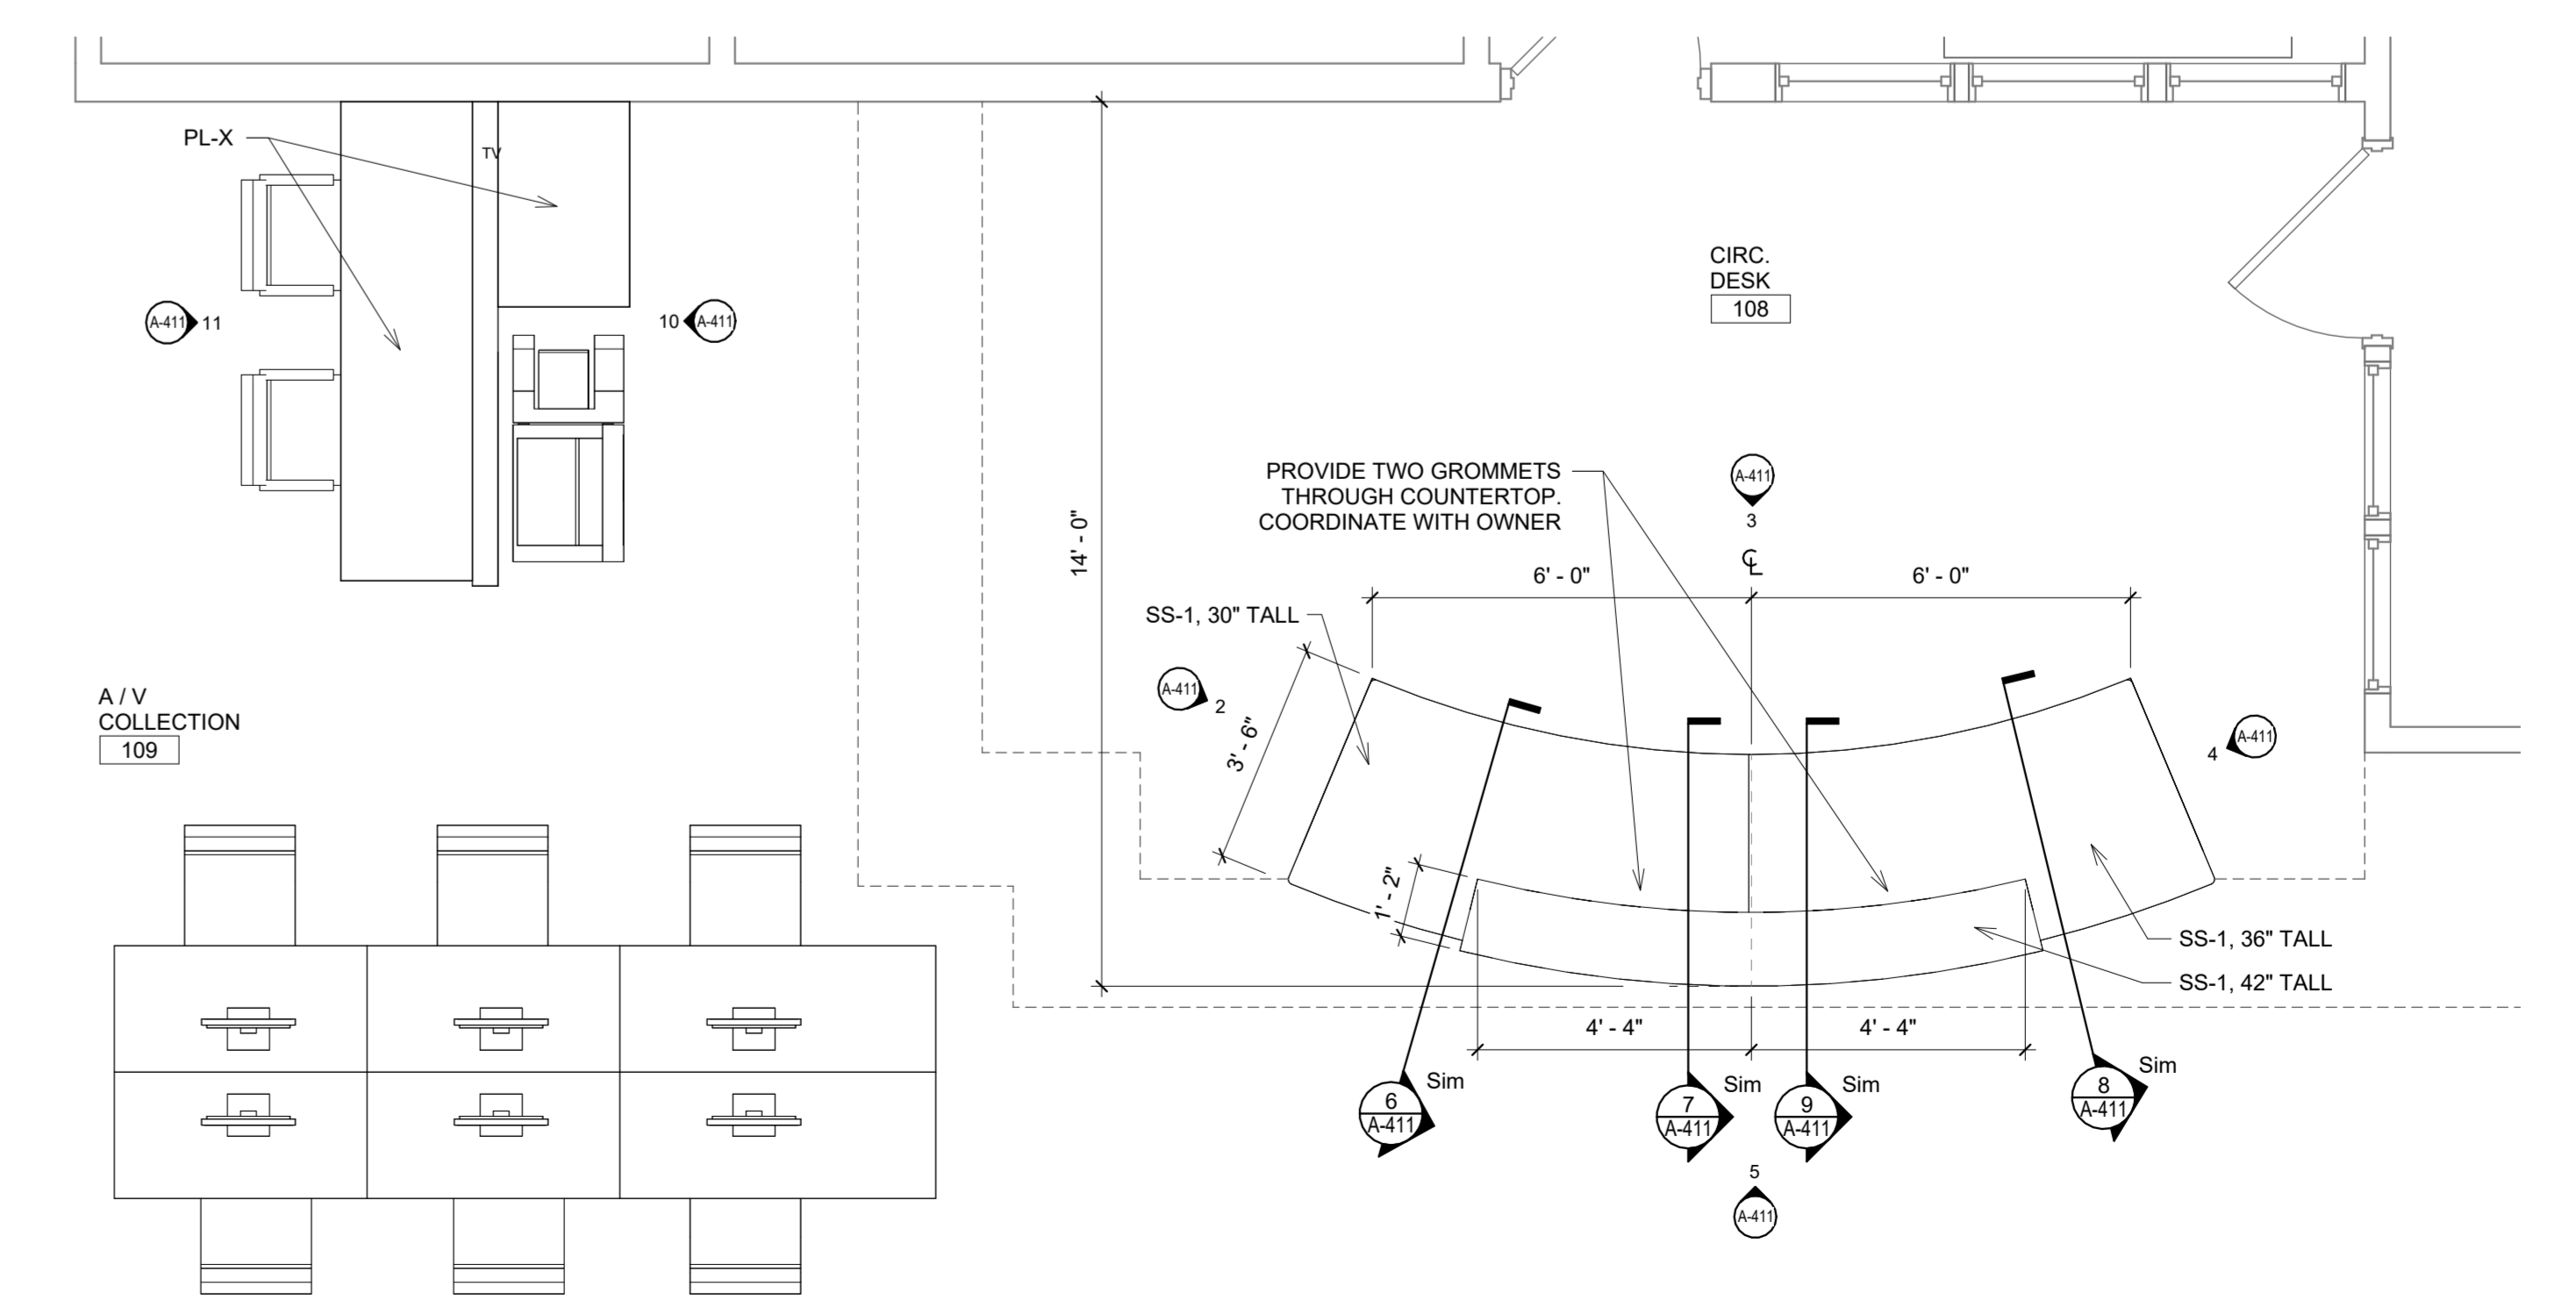 PL-X
TV
A-411
11
10
A-411
CIRC.
DESK
108
PROVIDE TWO GROMMETS
THROUGH COUNTERTOP.
COORDINATE WITH OWNER
A-411
3
CL
14' - 0"
6' - 0"
6' - 0"
SS-1, 30" TALL
A-411
2
3' - 6"
A / V
COLLECTION
109
A-411
4
1' - 2"
SS-1, 36" TALL
SS-1, 42" TALL
4' - 4"
4' - 4"
Sim
6
A-411
Sim
7
A-411
Sim
9
A-411
Sim
8
A-411
5
A-411